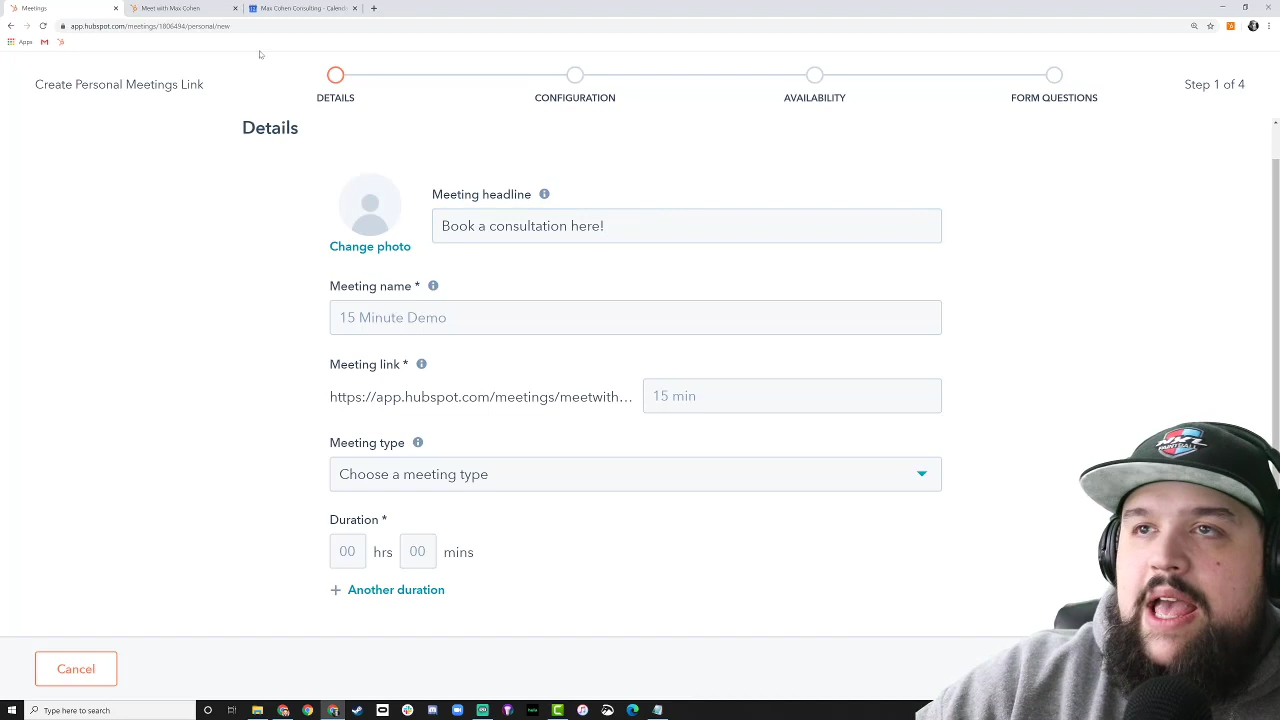 Meetings
Meet with Max Cohen
Max Cohen Consulting - Calend
app.hubspot.com/meetings/1806494/personal/new
Apps
Create Personal Meetings Link
DETAILS
CONFIGURATION
AVAILABILITY
FORM QUESTIONS
Step 1 of 4
Details
Meeting headline
Book a consultation here!
Change photo
Meeting name *
15 Minute Demo
Meeting link *
https://app.hubspot.com/meetings/meetwith...
15 min
Meeting type
Choose a meeting type
Duration *
00 hrs 00 mins
+ Another duration
Cancel
Type here to search
NXL
PAINTBALL
hulu